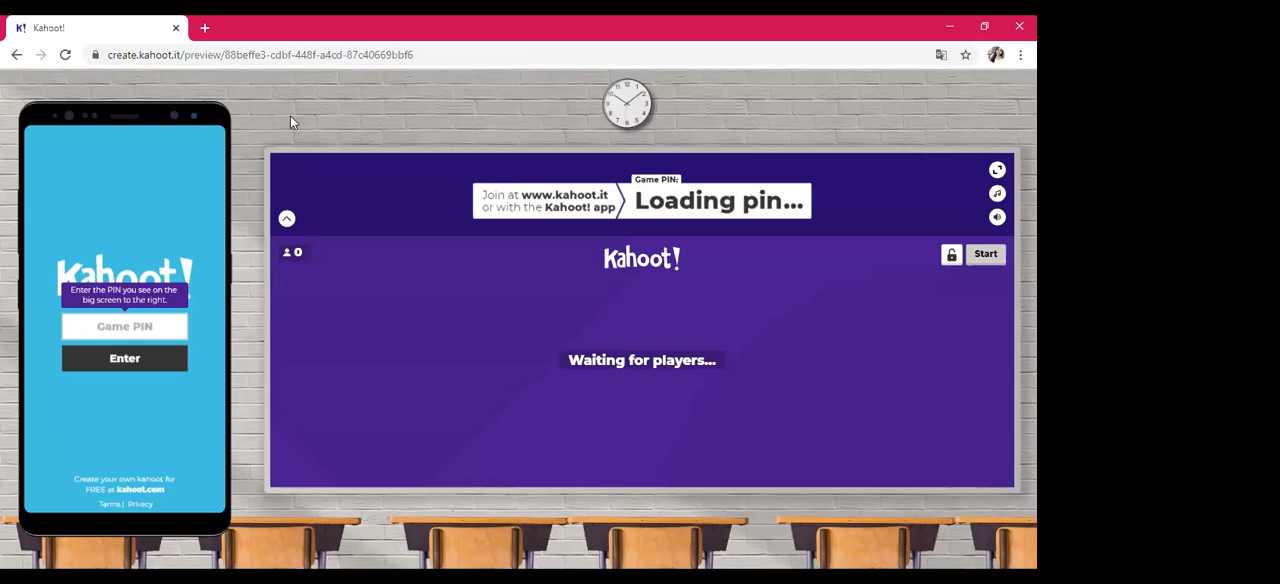 K! Kahoot!
create.kahoot.it/preview/88beffe3-cdbf-448f-a4cd-87c40669bbf6
Game PIN:
Join at www.kahoot.it
or with the Kahoot! app
Loading pin...
0
Kahoot!
Start
Waiting for players...
Kahoot!
Enter the PIN you see on the
big screen to the right.
Game PIN
Enter
Create your own kahoot for
FREE at kahoot.com
Terms | Privacy